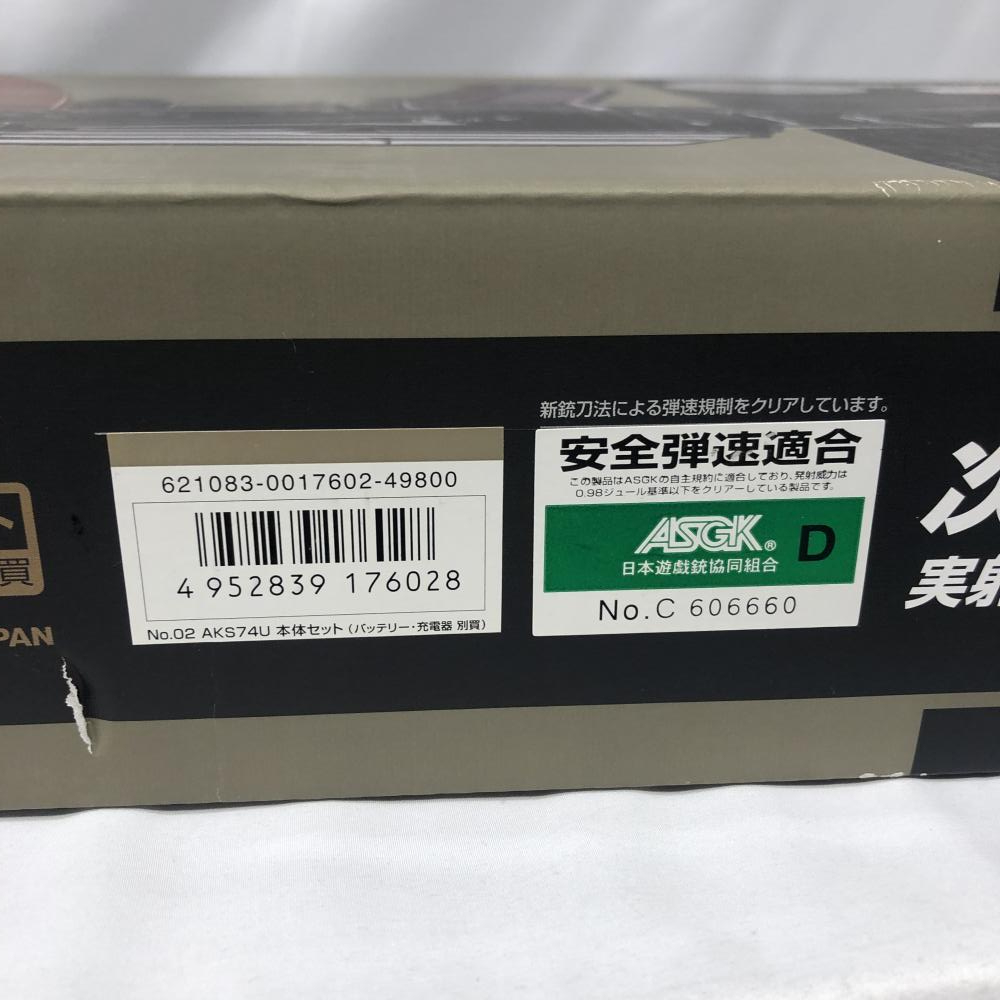 新銃刀法による弾速規制をクリアしています。
621083-0017602-49800
4 952839 176028
No.02 AKS74U 本体セット (バッテリー・充電器 別買)
安全弾速適合
この製品はASGKの自主規約に適合しており、発射威力は
0.98ジュール基準以下をクリアーしている製品です。
ASGK® D
日本遊戯銃協同組合
No.C 606660
買
PAN
次
実射